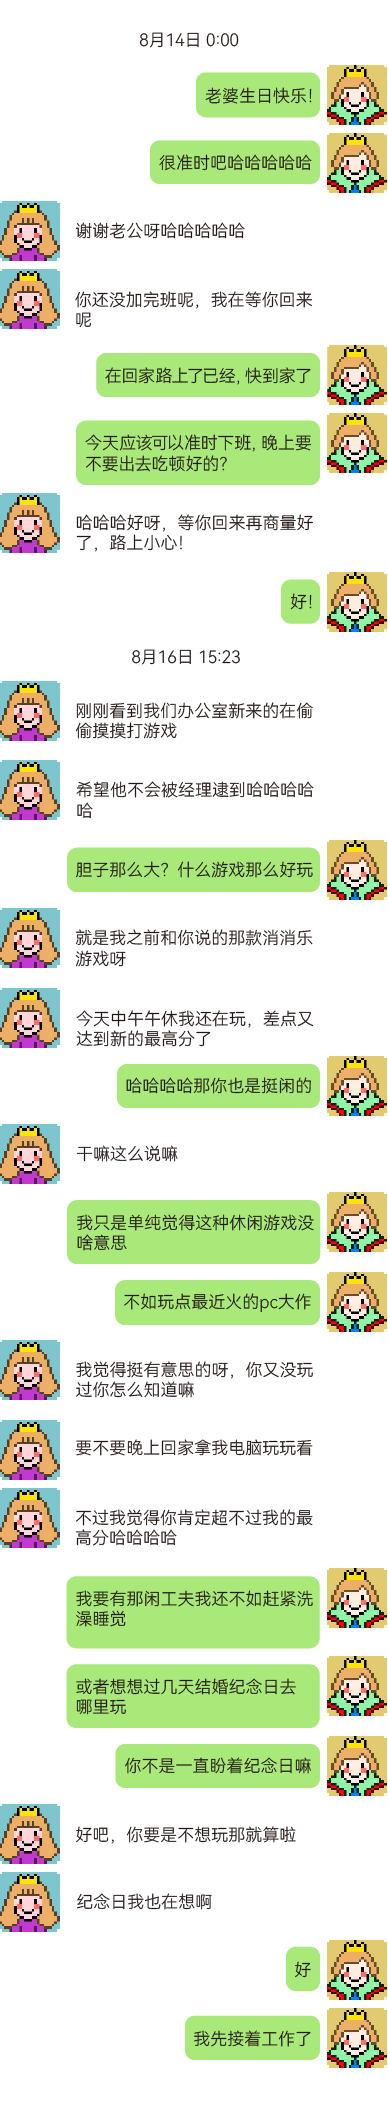 8月14日 0:00
老婆生日快乐!
很准时吧哈哈哈哈哈
谢谢老公呀哈哈哈哈哈
你还没加完班呢，我在等你回来
呢
在回家路上了已经, 快到家了
今天应该可以准时下班, 晚上要
不要出去吃顿好的?
哈哈哈好呀，等你回来再商量好
了，路上小心!
好!
8月16日 15:23
刚刚看到我们办公室新来的在偷
偷摸摸打游戏
希望他不会被经理逮到哈哈哈哈
哈
胆子那么大？什么游戏那么好玩
就是我之前和你说的那款消消乐
游戏呀
今天中午午休我还在玩，差点又
达到新的最高分了
哈哈哈哈那你也是挺闲的
干嘛这么说嘛
我只是单纯觉得这种休闲游戏没
啥意思
不如玩点最近火的pc大作
我觉得挺有意思的呀，你又没玩
过你怎么知道嘛
要不要晚上回家拿我电脑玩玩看
不过我觉得你肯定超不过我的最
高分哈哈哈哈
我要有那闲工夫我还不如赶紧洗
澡睡觉
或者想想过几天结婚纪念日去
哪里玩
你不是一直盼着纪念日嘛
好吧，你要是不想玩那就算啦
纪念日我也在想啊
好
我先接着工作了